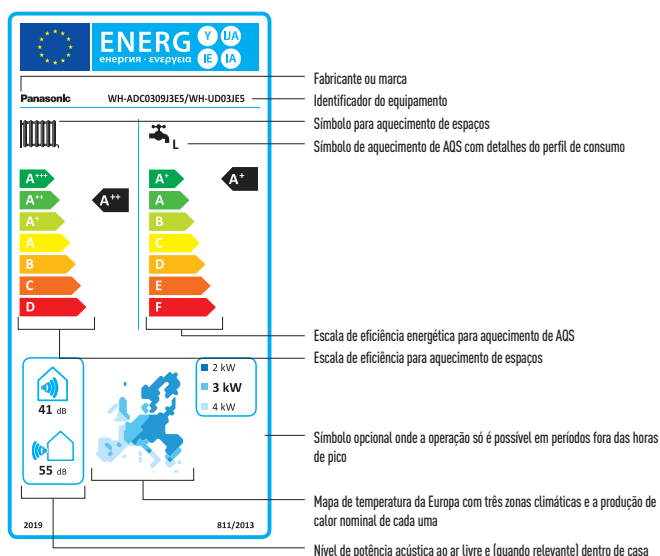 ENERG Y IJA
енергия · ενεργεια IE IA
Fabricante ou marca
Panasonic WH-ADC0309J3E5/WH-UD03JE5
Identificador do equipamento
Símbolo para aquecimento de espaços
L
Símbolo de aquecimento de AQS com detalhes do perfil de consumo
A+++ A+
A++ A
A++ A+
A+ B
A C
B D
C E
D F
Escala de eficiência energética para aquecimento de AQS
Escala de eficiência para aquecimento de espaços
2 kW
3 kW
4 kW
41 dB
55 dB
Símbolo opcional onde a operação só é possível em períodos fora das horas
de pico
Mapa de temperatura da Europa com três zonas climáticas e a produção de
calor nominal de cada uma
2019 811/2013
Nível de potência acústica ao ar livre e (quando relevante) dentro de casa